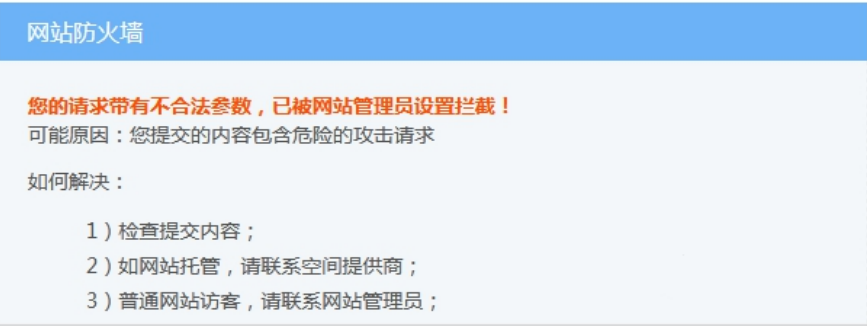 网站防火墙
您的请求带有不合法参数，已被网站管理员设置拦截！
可能原因：您提交的内容包含危险的攻击请求
如何解决：
1）检查提交内容；
2）如网站托管，请联系空间提供商；
3）普通网站访客，请联系网站管理员；